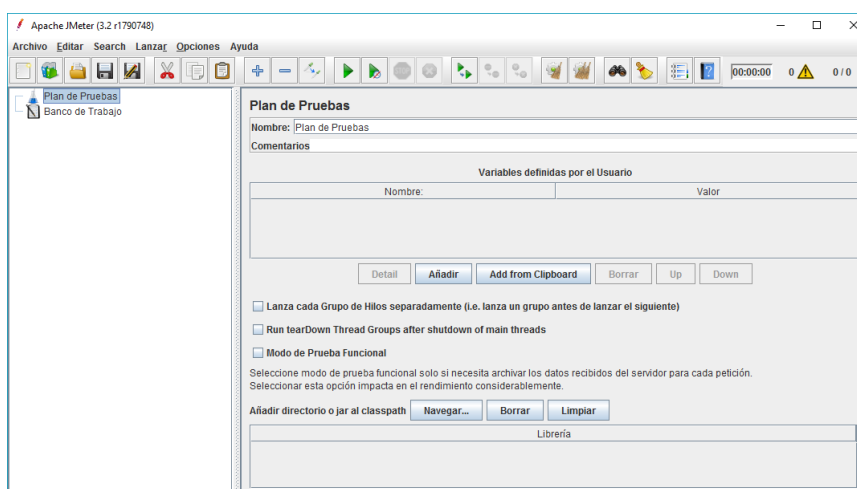 Apache JMeter (3.2 r1790748)
Archivo Editar Search Lanzar Opciones Ayuda
00:00:00 0 0 / 0
Plan de Pruebas
Banco de Trabajo
Plan de Pruebas
Nombre: Plan de Pruebas
Comentarios
Variables definidas por el Usuario
Nombre: Valor
Detail Añadir Add from Clipboard Borrar Up Down
Lanza cada Grupo de Hilos separadamente (i.e. lanza un grupo antes de lanzar el siguiente)
Run tearDown Thread Groups after shutdown of main threads
Modo de Prueba Funcional
Seleccione modo de prueba funcional solo si necesita archivar los datos recibidos del servidor para cada petición.
Seleccionar esta opción impacta en el rendimiento considerablemente.
Añadir directorio o jar al classpath Navegar... Borrar Limpiar
Librería